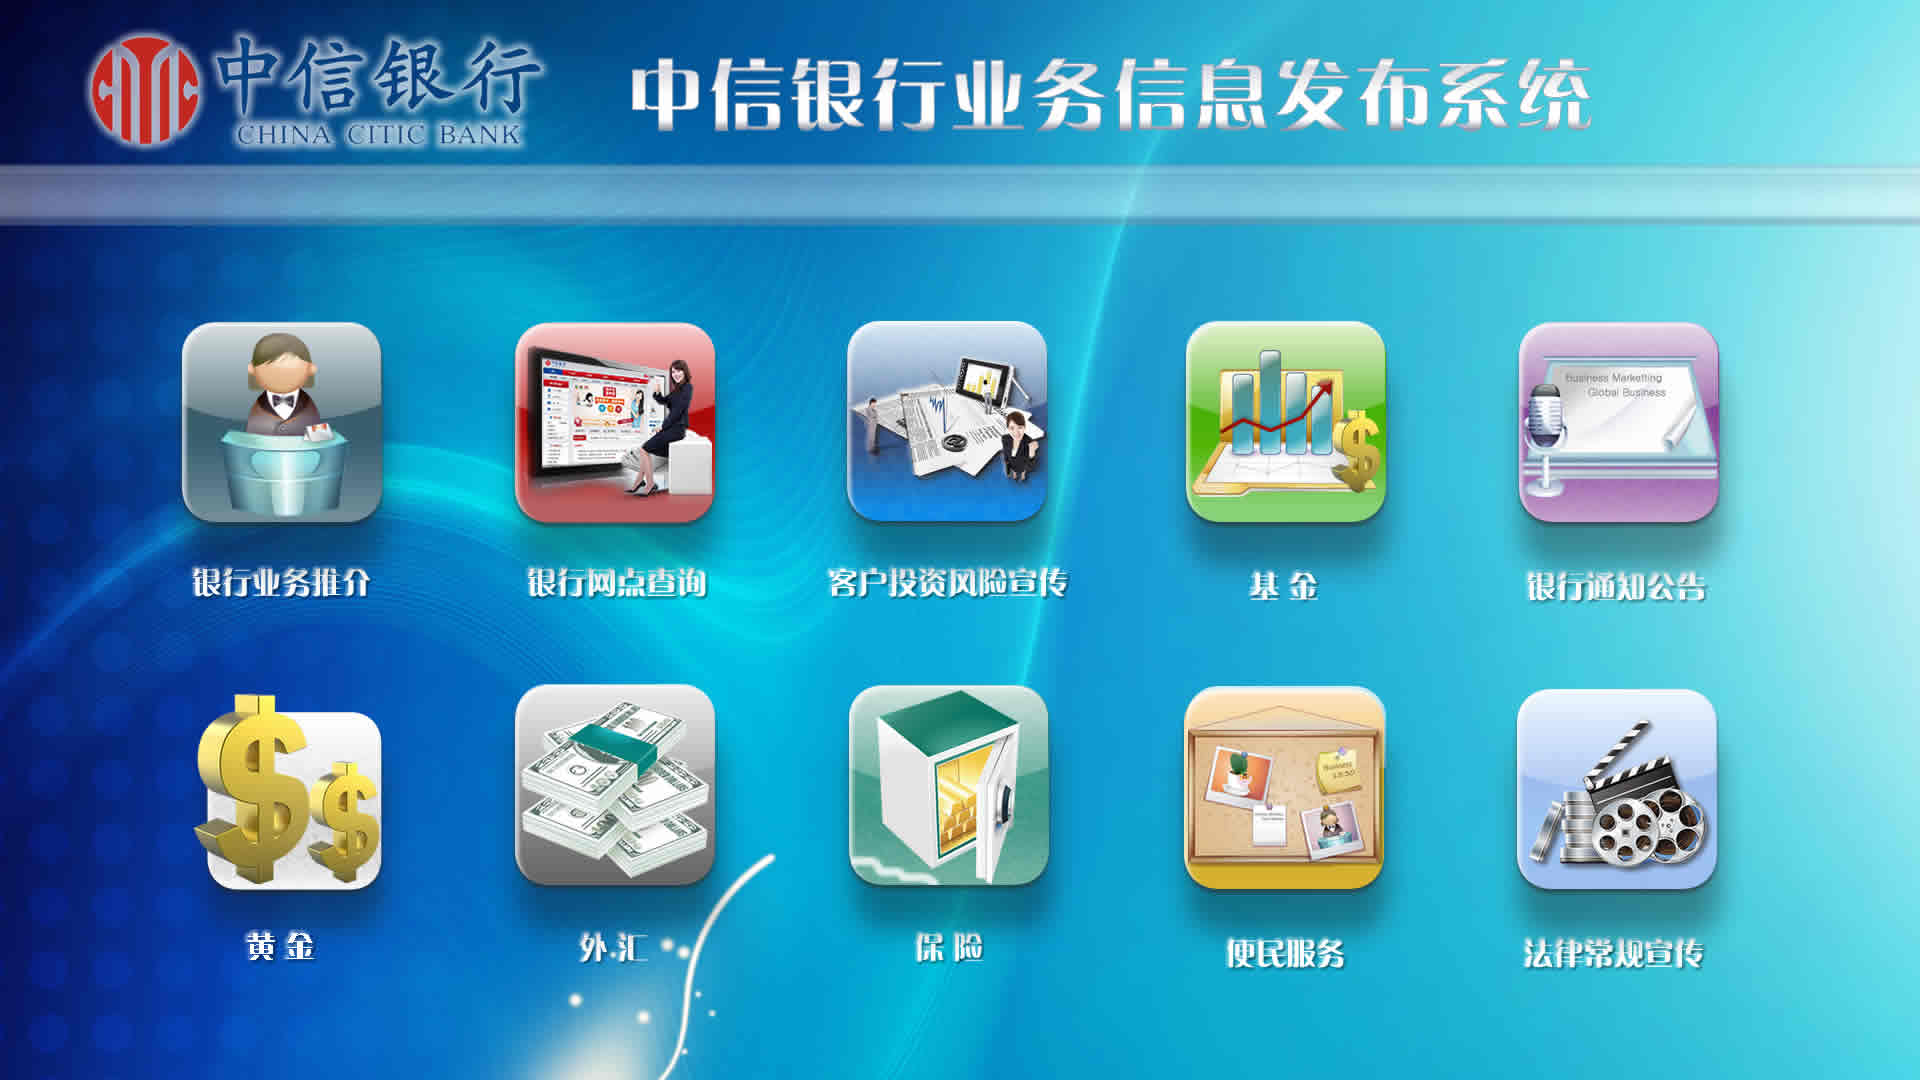 中信银行
CHINA CITIC BANK
中信银行业务信息发布系统
Business Marketting
Global Business
银行业务推介
银行网点查询
客户投资风险宣传
基 金
银行通知公告
Business
黄 金
外 汇
保 险
便民服务
法律常规宣传